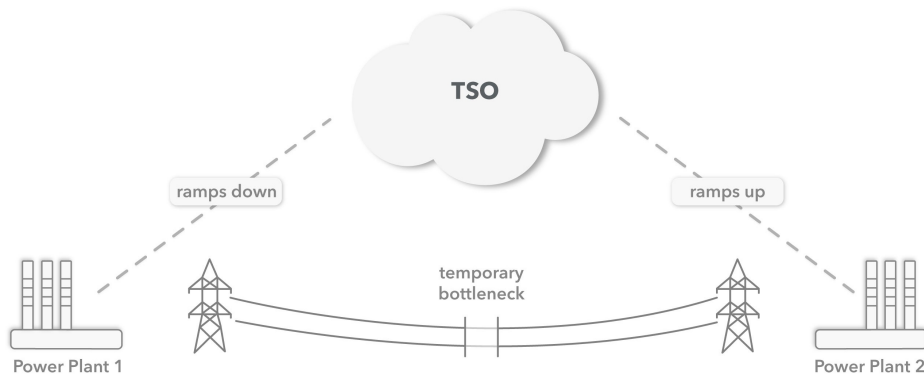 TSO
ramps down
ramps up
temporary
bottleneck
Power Plant 1
Power Plant 2